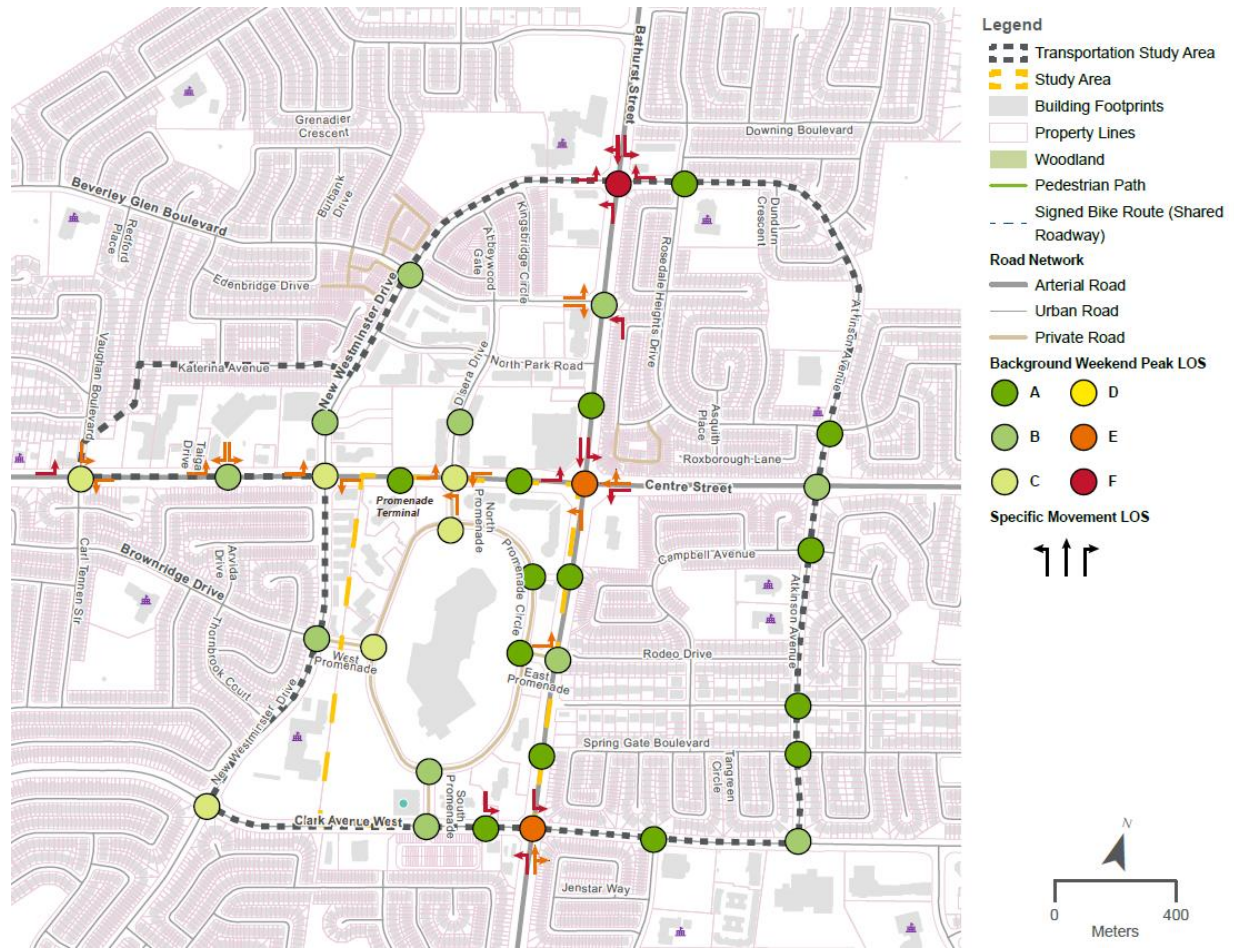 Bathurst Street
Grenadier
Crescent
Downing Boulevard
Beverley Glen Boulevard
Burbank
Drive
Redford
Place
Kingsbridge Circle
Abbeywood
Gate
Dundurn
Crescent
Rosedale Heights Drive
Edenbridge Drive
New Westminster Drive
Atkinson Avenue
Vaughan Boulevard
Katerina Avenue
Disera Drive
North Park Road
Asquith
Place
Taiga
Drive
Roxborough Lane
Centre Street
Promenade
Terminal
North
Promenade
Promenade Circle
Campbell Avenue
Carl Tennen Str
Brownridge Drive
Arvida
Drive
Thornbrook Court
Atkinson Avenue
West
Promenade
East
Promenade
Rodeo Drive
New Westminster Drive
Spring Gate Boulevard
Tangreen
Circle
South
Promenade
Clark Avenue West
Jenstar Way
Legend
Transportation Study Area
Study Area
Building Footprints
Property Lines
Woodland
Pedestrian Path
Signed Bike Route (Shared
Roadway)
Road Network
Arterial Road
Urban Road
Private Road
Background Weekend Peak LOS
A D
B E
C F
Specific Movement LOS
N
0 400
Meters